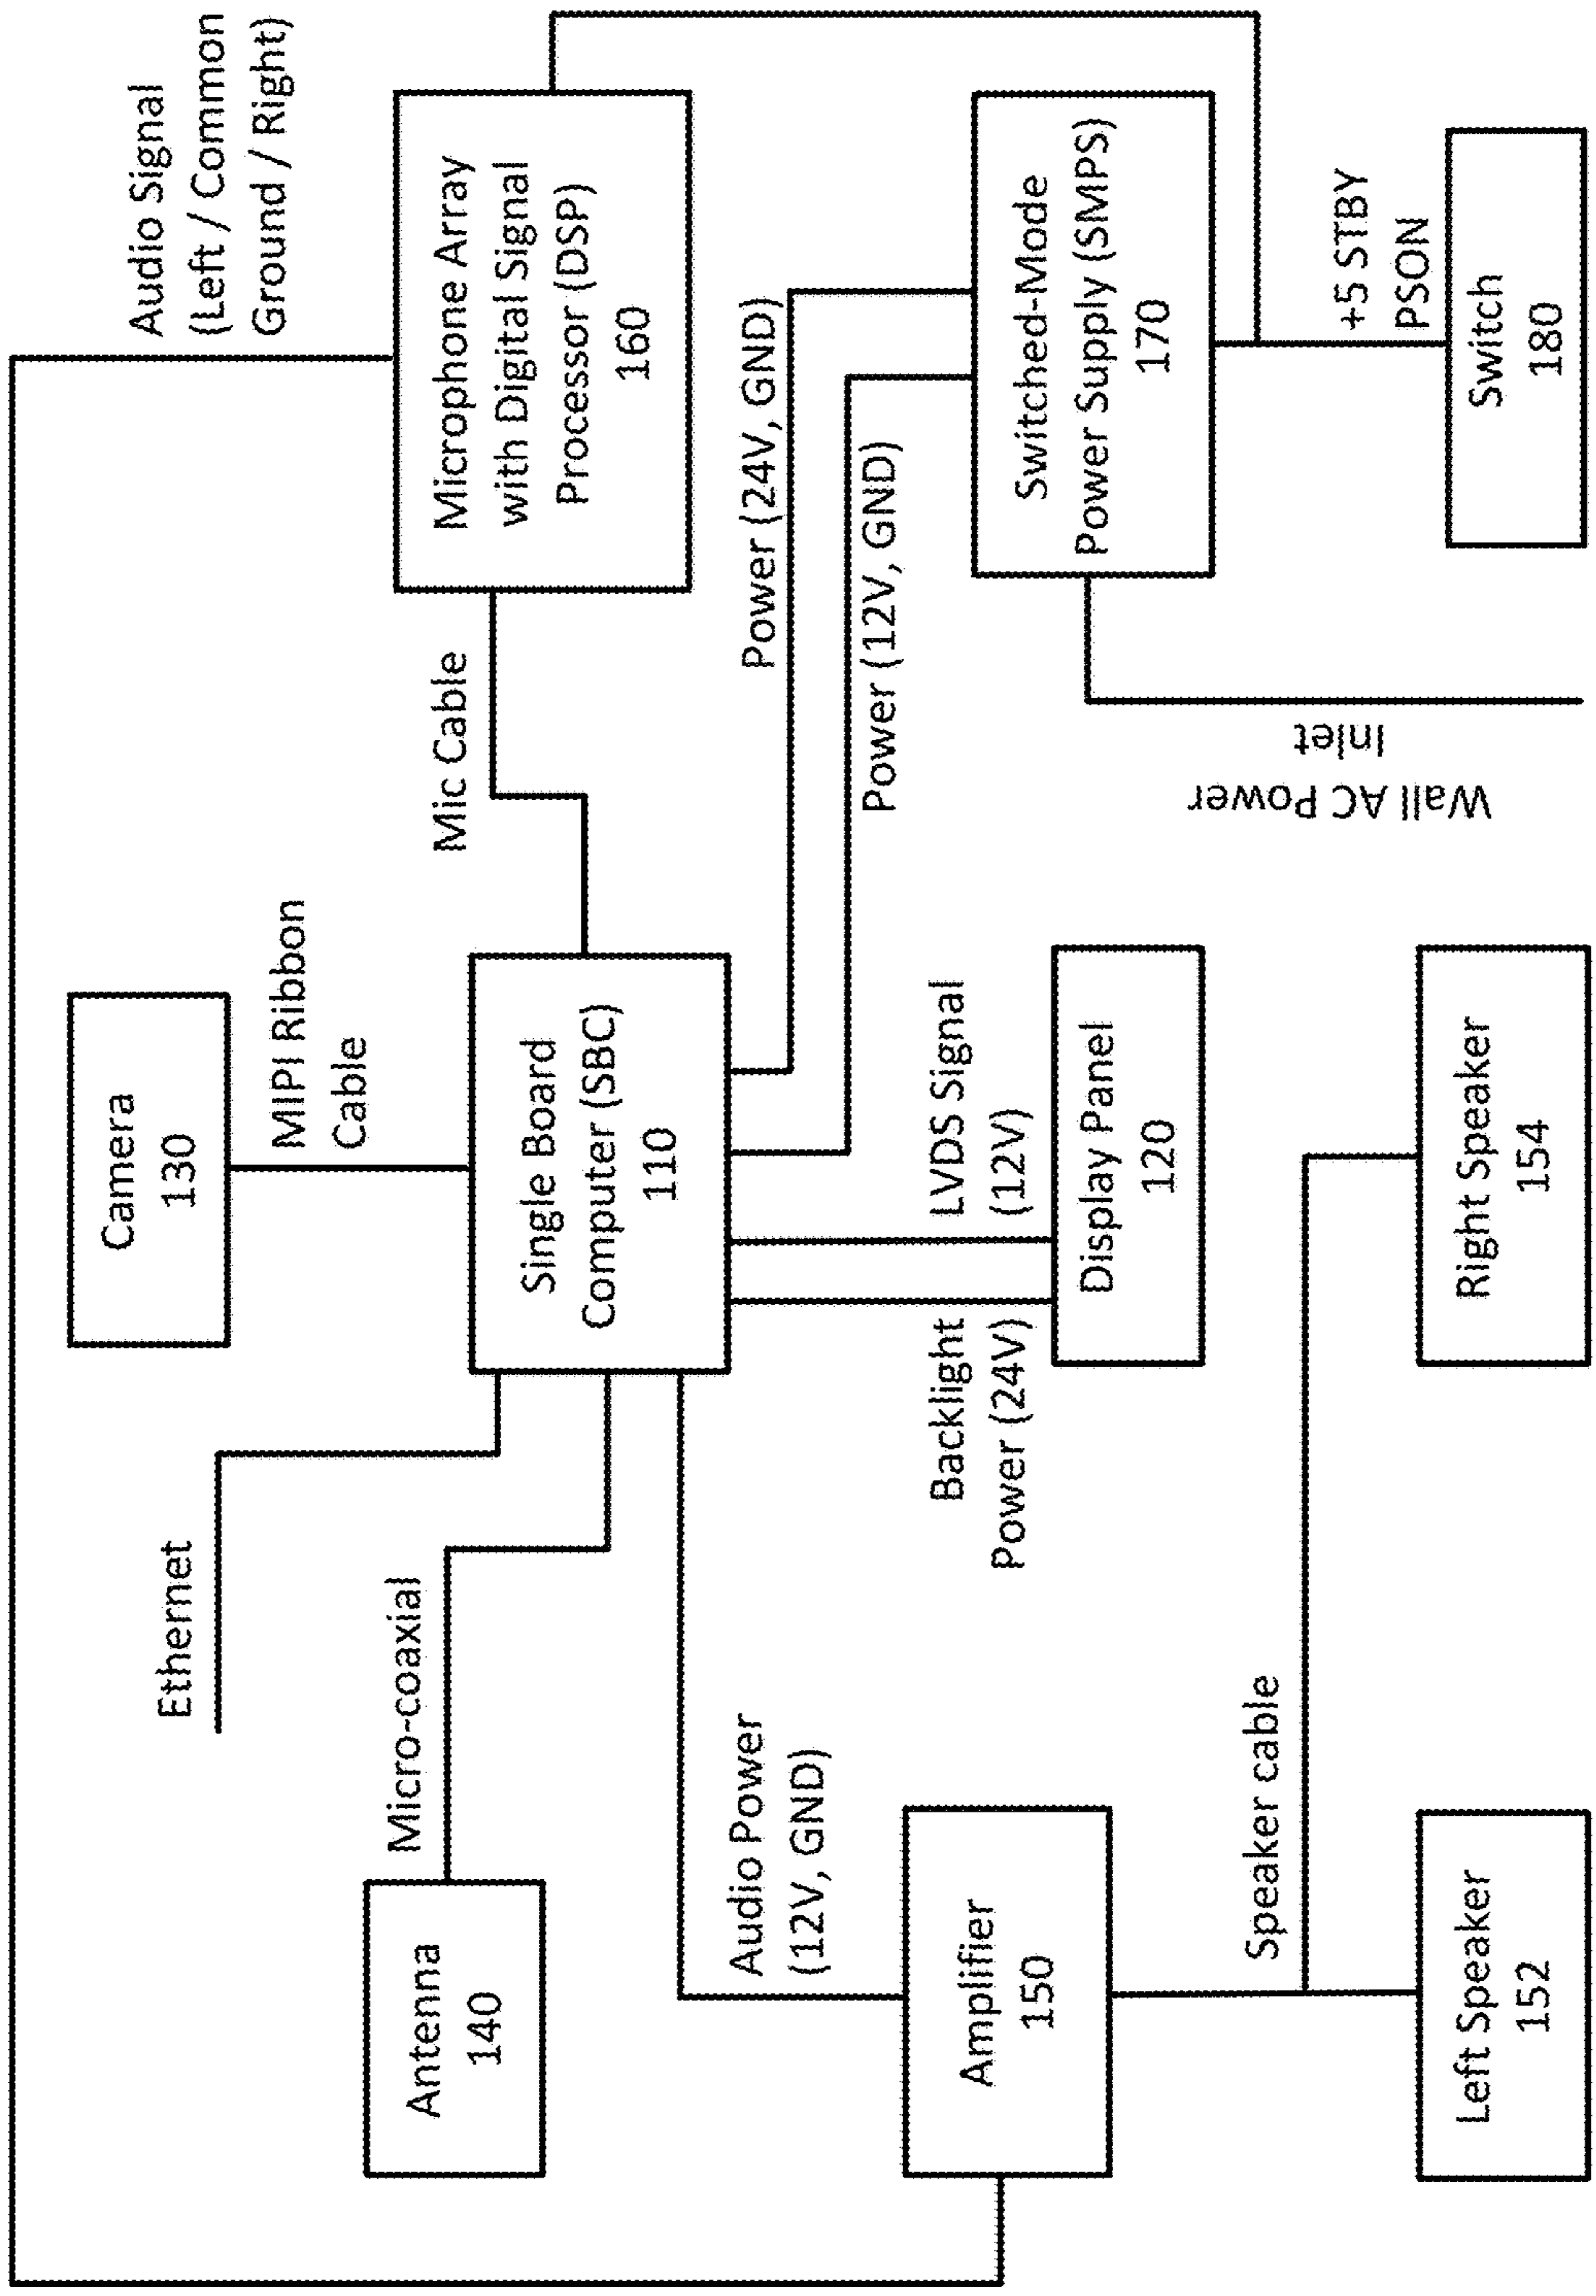 Audio Signal
(Left / Common
Ground / Right)
Camera
130
MIPI Ribbon
Cable
Ethernet
Micro-coaxial
Antenna
140
Single Board
Computer (SBC)
110
Mic Cable
Microphone Array
with Digital Signal
Processor (DSP)
160
Audio Power
(12V, GND)
Power (24V, GND)
Power (12V, GND)
Backlight
Power (24V)
LVDS Signal
(12V)
Amplifier
150
Display Panel
120
Switched-Mode
Power Supply (SMPS)
170
Speaker cable
Wall AC Power
Inlet
+5 STBY
PSON
Left Speaker
152
Right Speaker
154
Switch
180